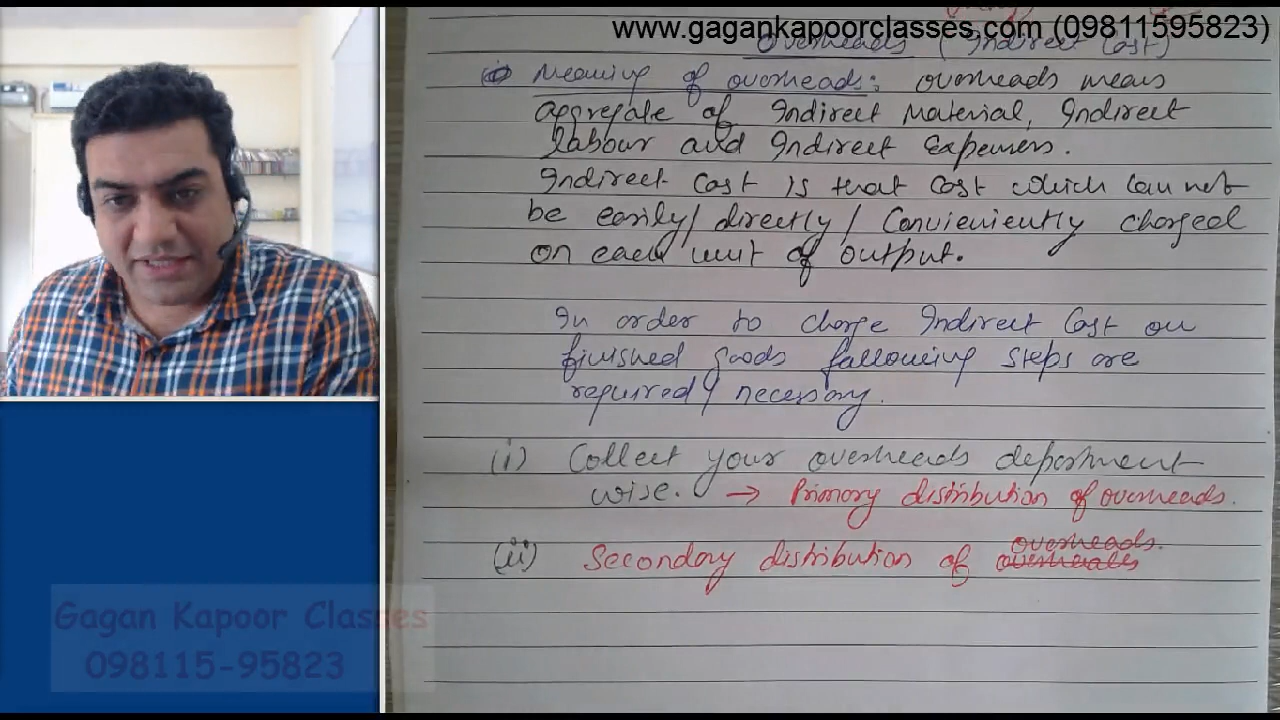 www.gagankapoorclasses.com (09811595823)
Overheads (Indirect Cost)
(i) Meaning of overheads: overheads means
aggregate of Indirect Material, Indirect
labour and Indirect Expenses.
Indirect Cost is that Cost which can not
be easily/directly/Convieniently charged
on each unit of output.
In order to charge Indirect Cost on
finished goods following steps are
required/necessary.
(i) Collect your overheads department
wise. → Primary distribution of overheads.
overheads.
(ii) Secondary distribution of overheads
Gagan Kapoor Classes
098115-95823